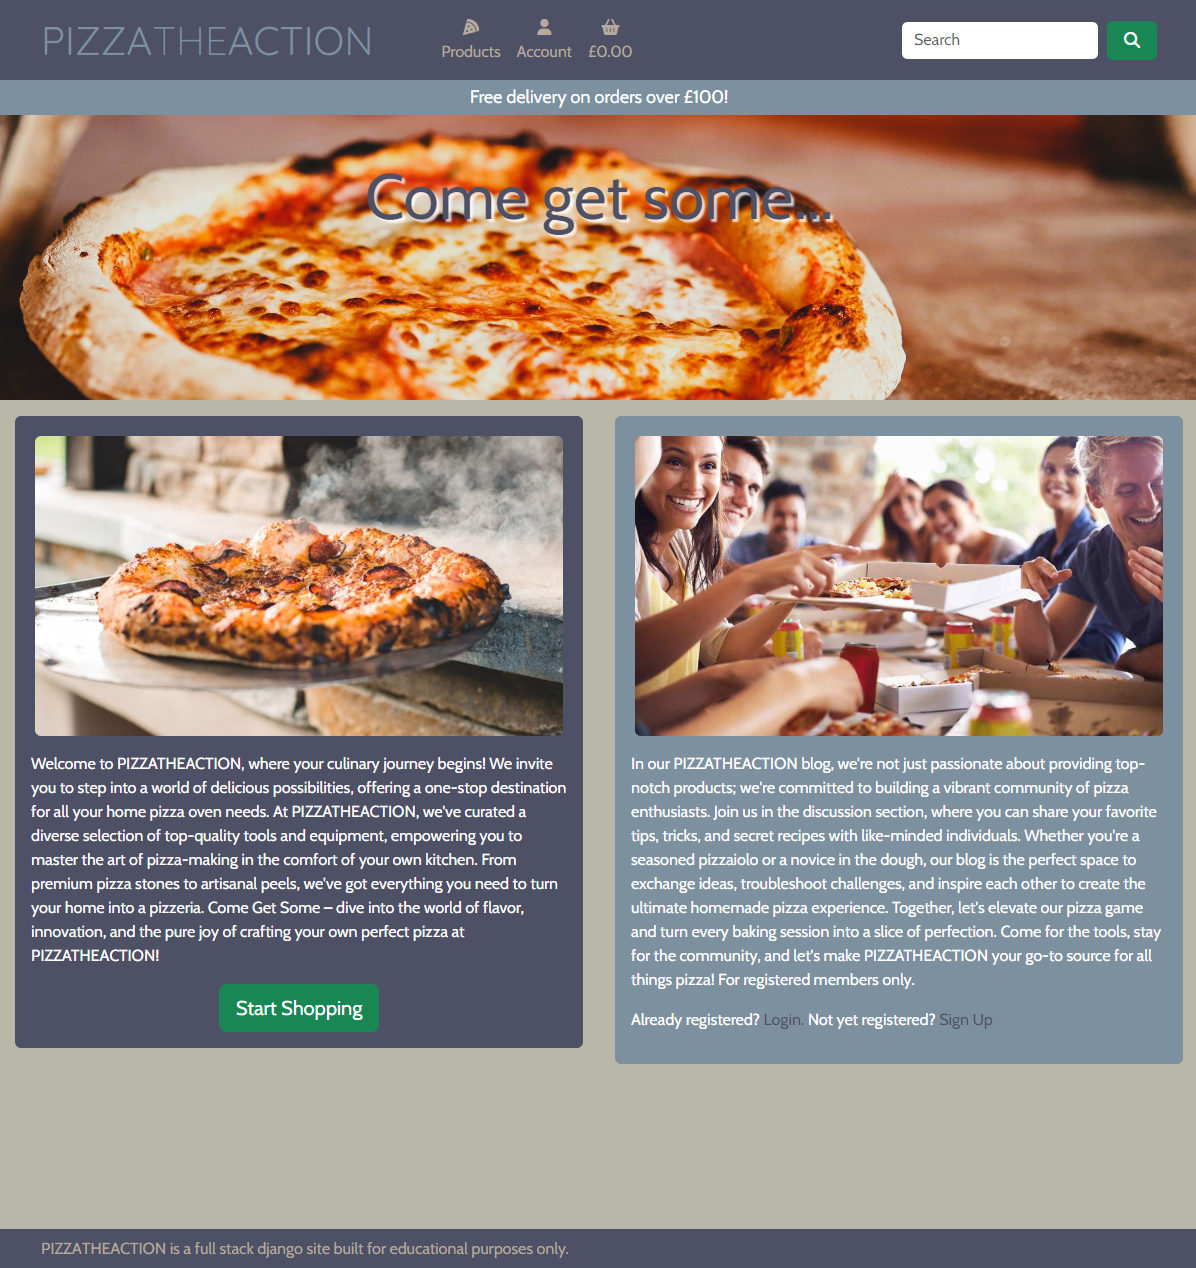 PIZZATHEACTION
Products
Account
£0.00
Search
Free delivery on orders over £100!
Come get some...
Welcome to PIZZATHEACTION, where your culinary journey begins! We invite
you to step into a world of delicious possibilities, offering a one-stop destination
for all your home pizza oven needs. At PIZZATHEACTION, we've curated a
diverse selection of top-quality tools and equipment, empowering you to
master the art of pizza-making in the comfort of your own kitchen. From
premium pizza stones to artisanal peels, we've got everything you need to turn
your home into a pizzeria. Come Get Some – dive into the world of flavor,
innovation, and the pure joy of crafting your own perfect pizza at
PIZZATHEACTION!
Start Shopping
In our PIZZATHEACTION blog, we're not just passionate about providing top-
notch products; we're committed to building a vibrant community of pizza
enthusiasts. Join us in the discussion section, where you can share your favorite
tips, tricks, and secret recipes with like-minded individuals. Whether you're a
seasoned pizzaiolo or a novice in the dough, our blog is the perfect space to
exchange ideas, troubleshoot challenges, and inspire each other to create the
ultimate homemade pizza experience. Together, let's elevate our pizza game
and turn every baking session into a slice of perfection. Come for the tools, stay
for the community, and let's make PIZZATHEACTION your go-to source for all
things pizza! For registered members only.
Already registered? Login. Not yet registered? Sign Up
PIZZATHEACTION is a full stack django site built for educational purposes only.